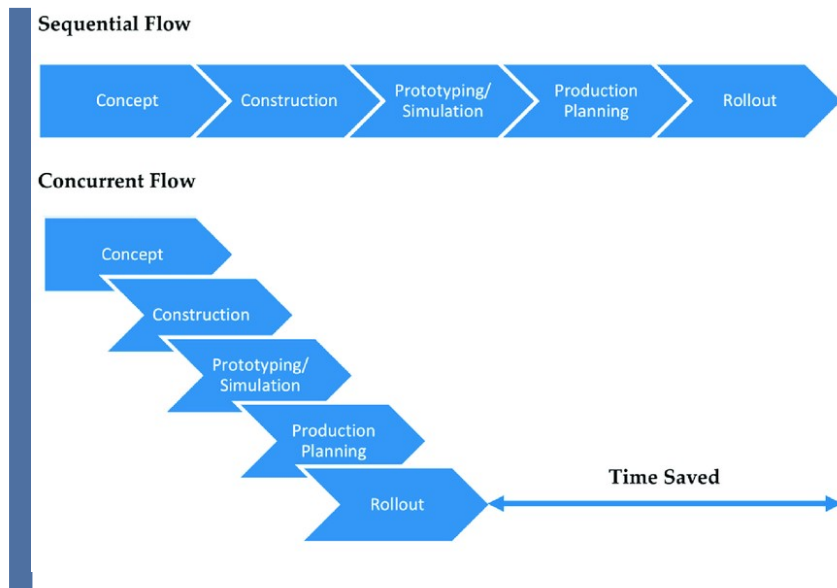 Sequential Flow
Concept
Construction
Prototyping/
Simulation
Production
Planning
Rollout
Concurrent Flow
Concept
Construction
Prototyping/
Simulation
Production
Planning
Rollout
Time Saved